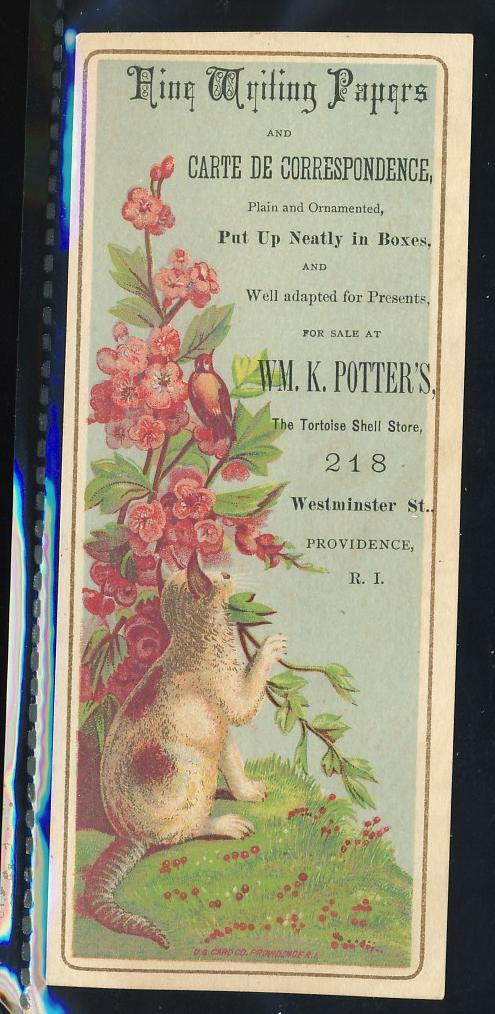 Fine Writing Papers
AND
CARTE DE CORRESPONDENCE,
Plain and Ornamented,
Put Up Neatly in Boxes,
AND
Well adapted for Presents,
FOR SALE AT
WM. K. POTTER'S,
The Tortoise Shell Store,
218
Westminster St.,
PROVIDENCE,
R. I.
U.S. CARD CO. PROVIDENCE R.I.